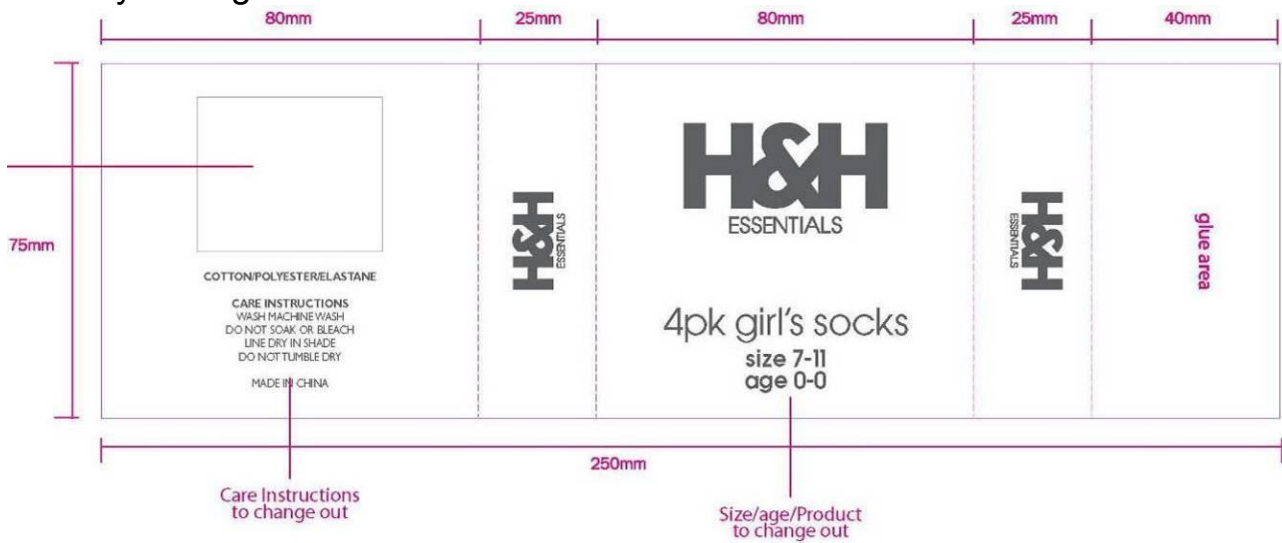 80mm 25mm 80mm 25mm 40mm
75mm
COTTON/POLYESTER/ELASTANE
CARE INSTRUCTIONS
WASH MACHINE WASH
DO NOT SOAK OR BLEACH
LINE DRY IN SHADE
DO NOT TUMBLE DRY
MADE IN CHINA
H&H
ESSENTIALS
H&H
ESSENTIALS
4pk girl's socks
size 7-11
age 0-0
H&H
ESSENTIALS
glue area
250mm
Care Instructions
to change out
Size/age/Product
to change out